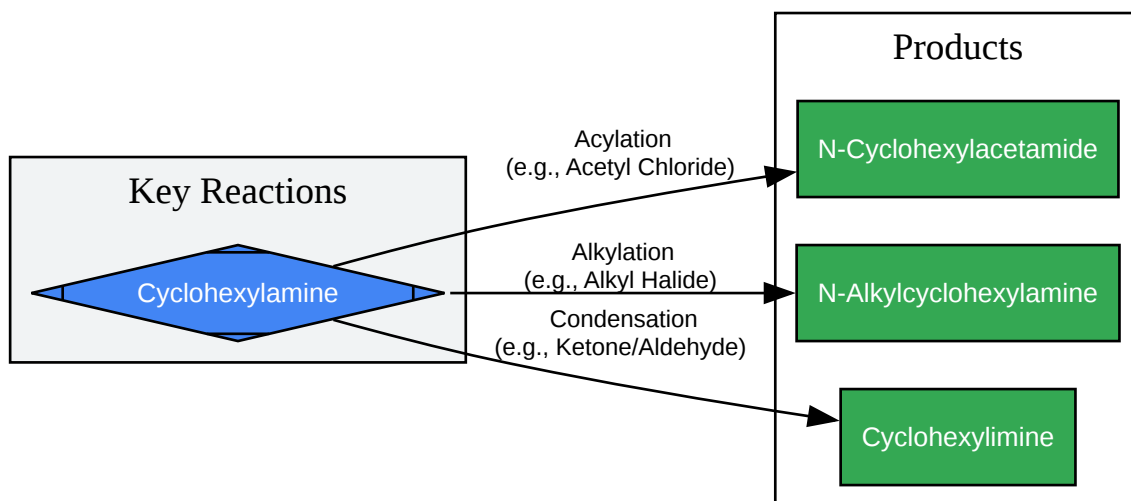 Key Reactions
Cyclohexylamine
Acylation
(e.g., Acetyl Chloride)
Alkylation
(e.g., Alkyl Halide)
Condensation
(e.g., Ketone/Aldehyde)
Products
N-Cyclohexylacetamide
N-Alkylcyclohexylamine
Cyclohexylimine